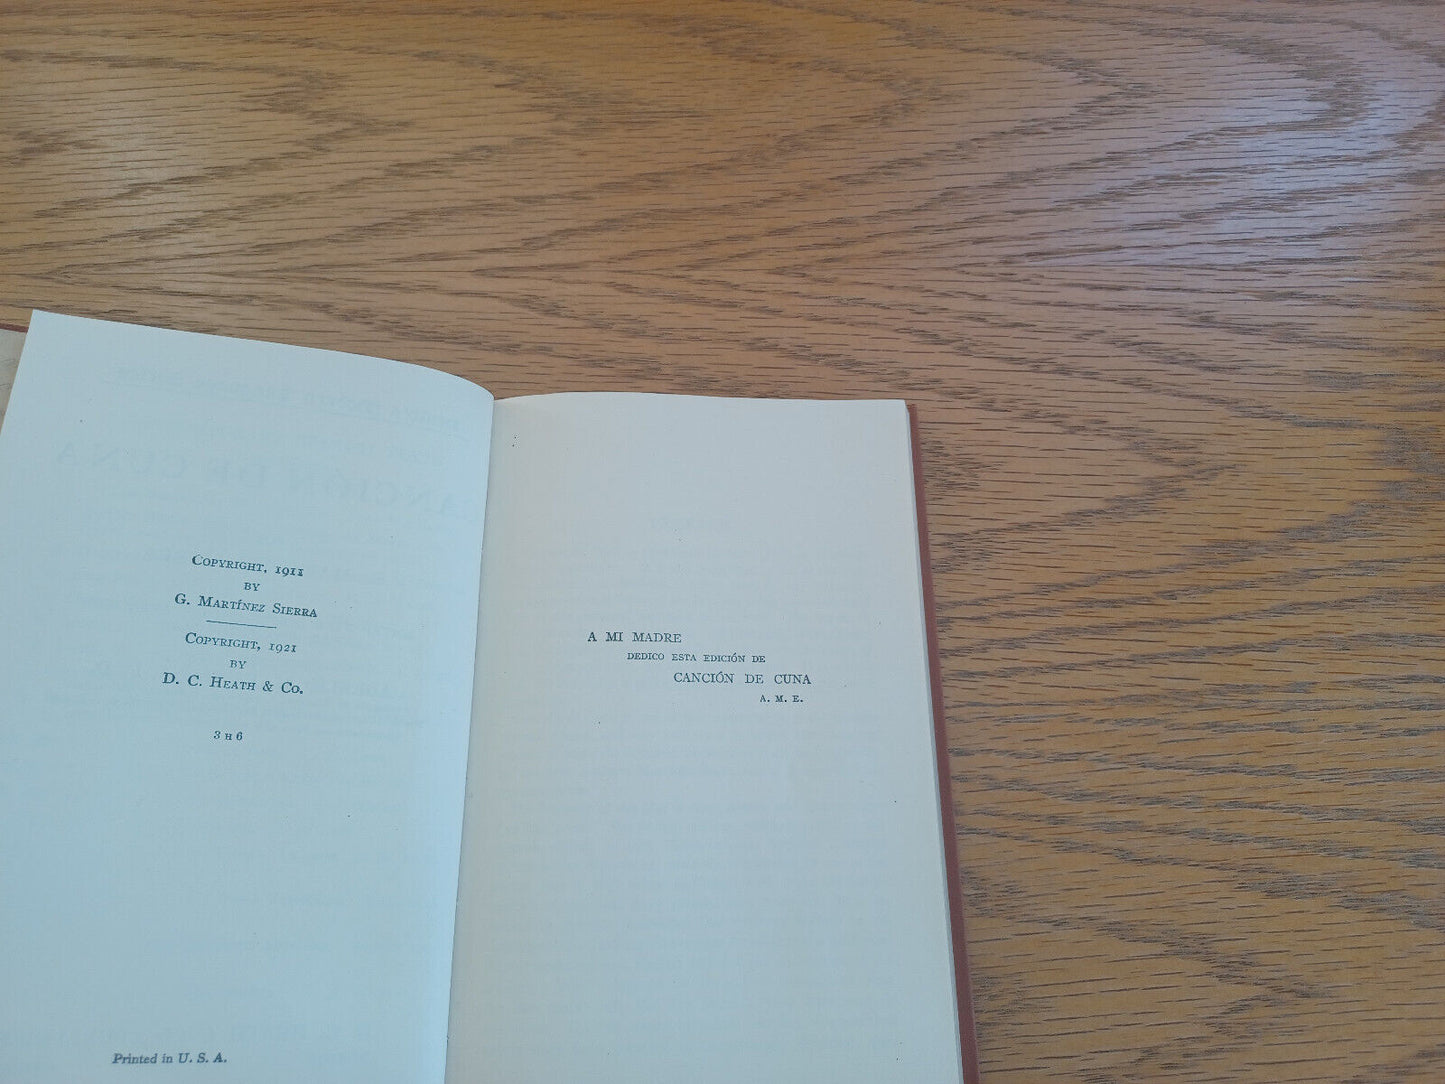 Copyright, 1911
by
G. Martínez Sierra
Copyright, 1921
by
D. C. Heath & Co.
3 H 6
Printed in U. S. A.
A MI MADRE
DEDICO ESTA EDICIÓN DE
CANCIÓN DE CUNA
A. M. E.